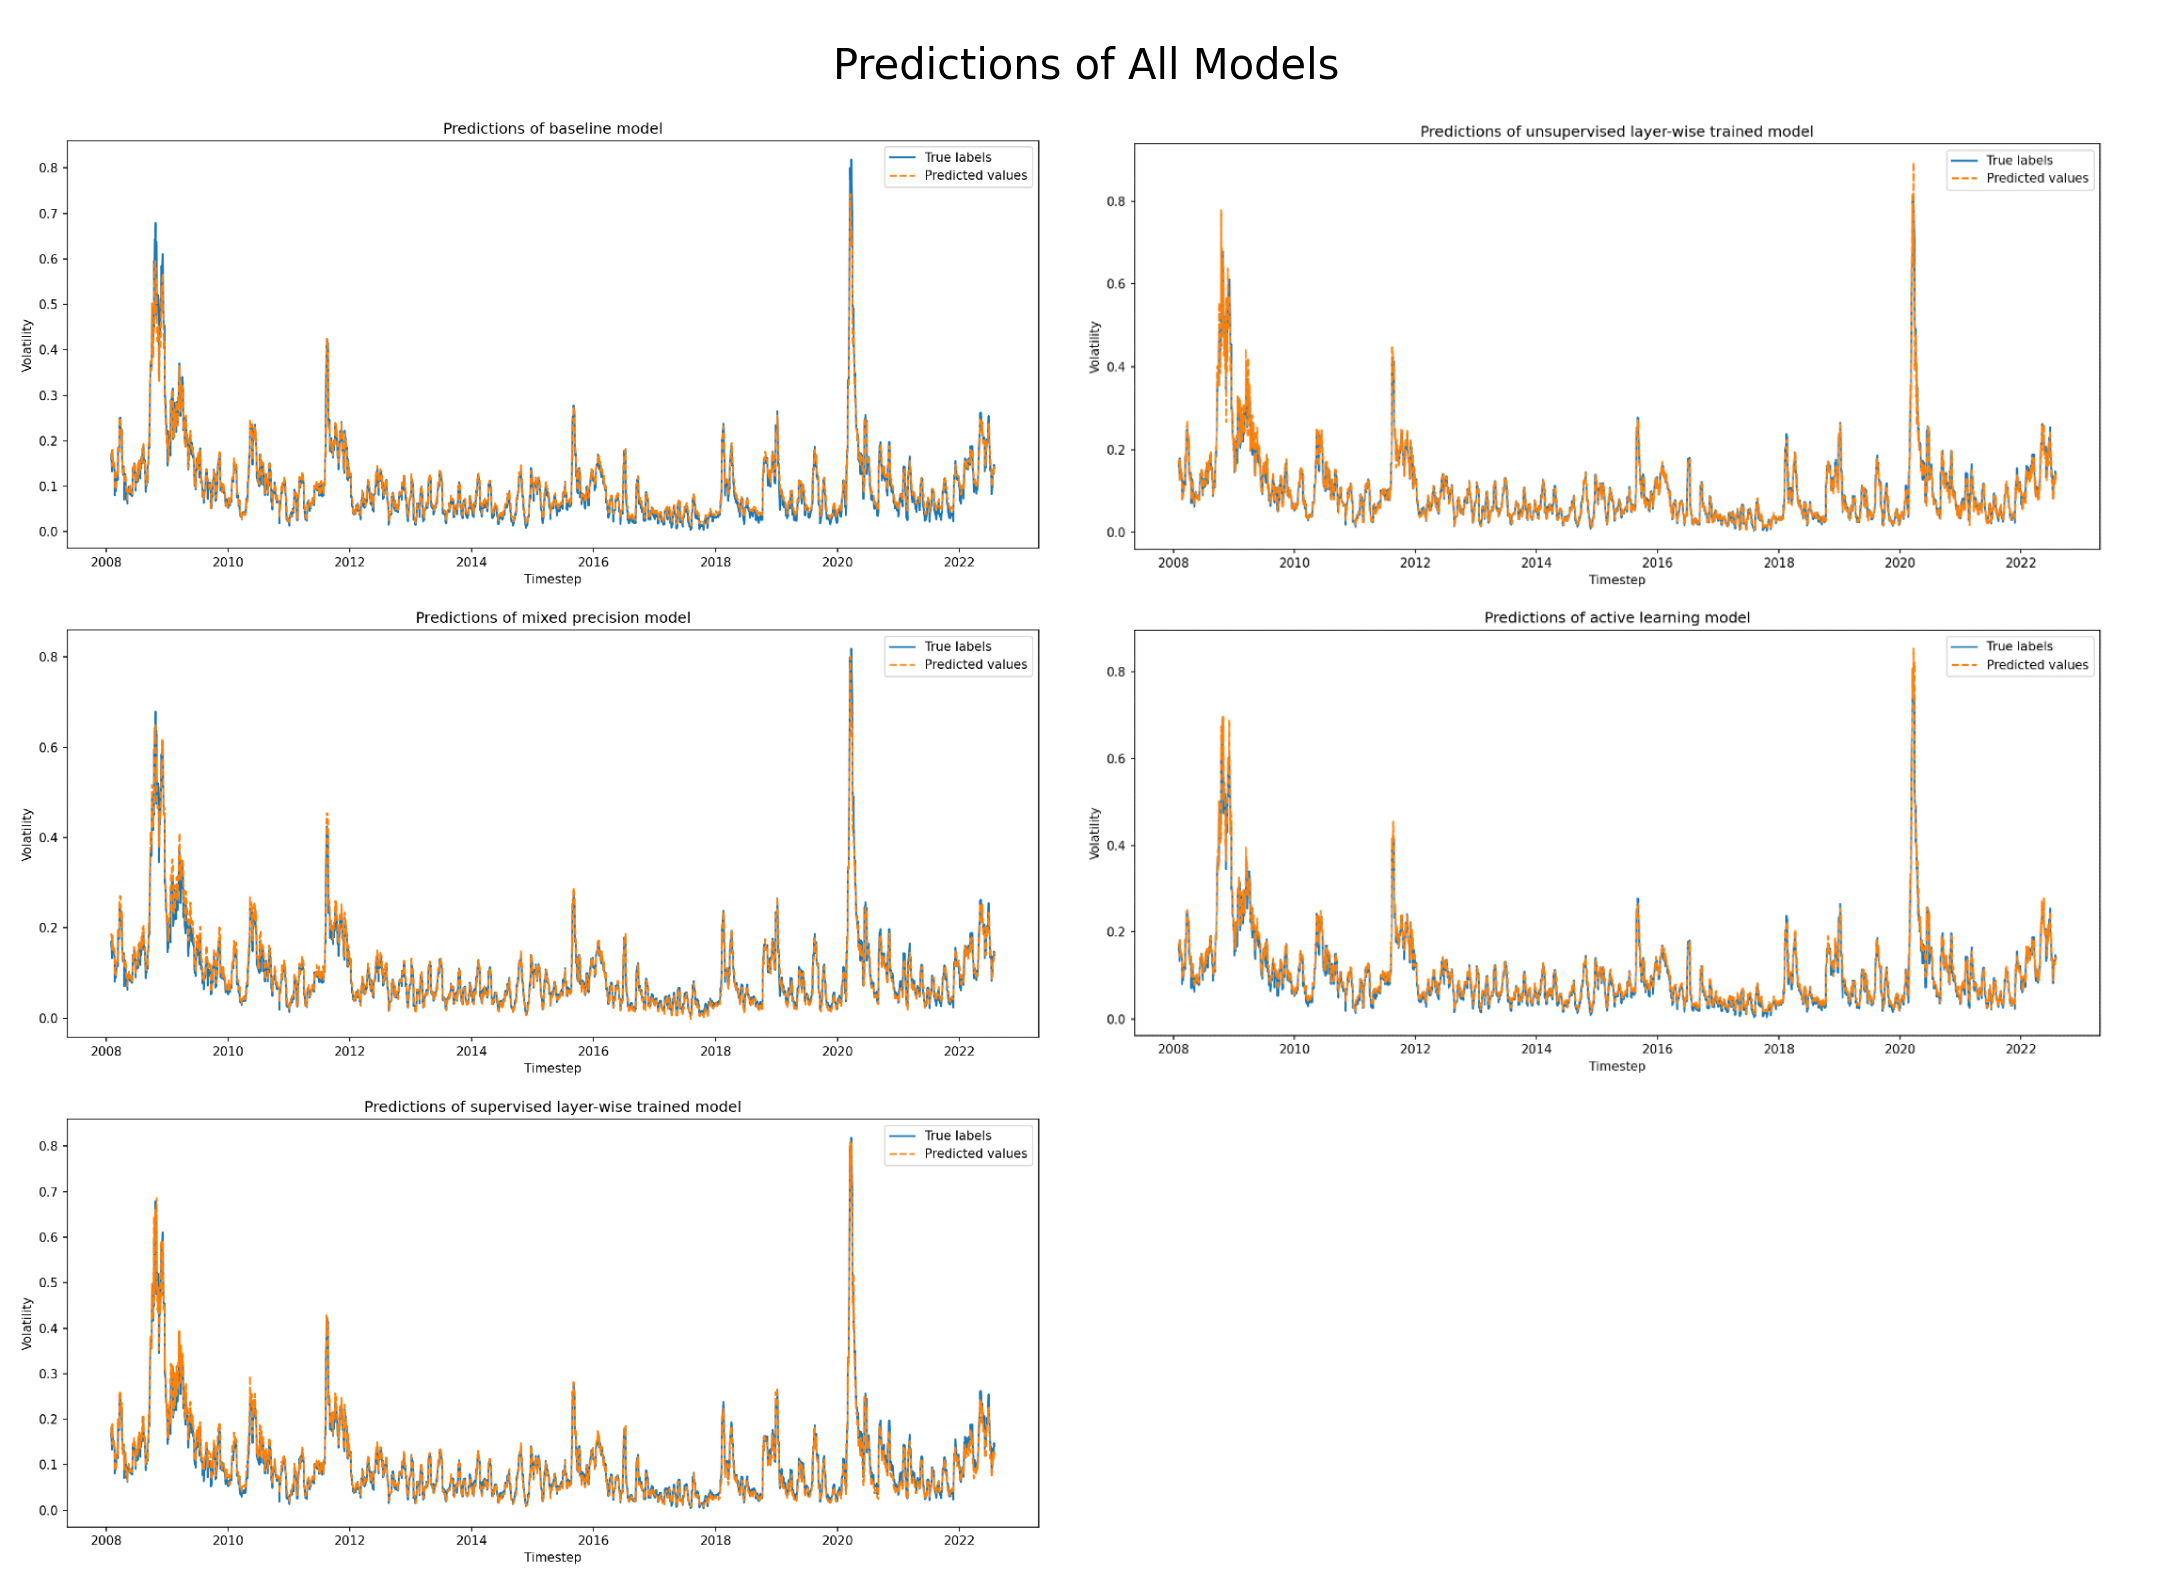 Predictions of All Models
Predictions of baseline model
True labels
Predicted values
0.8
0.7
0.6
0.5
0.4
0.3
0.2
0.1
0.0
Volatility
2008 2010 2012 2014 2016 2018 2020 2022
Timestep
Predictions of unsupervised layer-wise trained model
True labels
Predicted values
0.8
0.6
0.4
0.2
0.0
Volatility
2008 2010 2012 2014 2016 2018 2020 2022
Timestep
Predictions of mixed precision model
True labels
Predicted values
0.8
0.6
0.4
0.2
0.0
Volatility
2008 2010 2012 2014 2016 2018 2020 2022
Timestep
Predictions of active learning model
True labels
Predicted values
0.8
0.6
0.4
0.2
0.0
Volatility
2008 2010 2012 2014 2016 2018 2020 2022
Timestep
Predictions of supervised layer-wise trained model
True labels
Predicted values
0.8
0.7
0.6
0.5
0.4
0.3
0.2
0.1
0.0
Volatility
2008 2010 2012 2014 2016 2018 2020 2022
Timestep